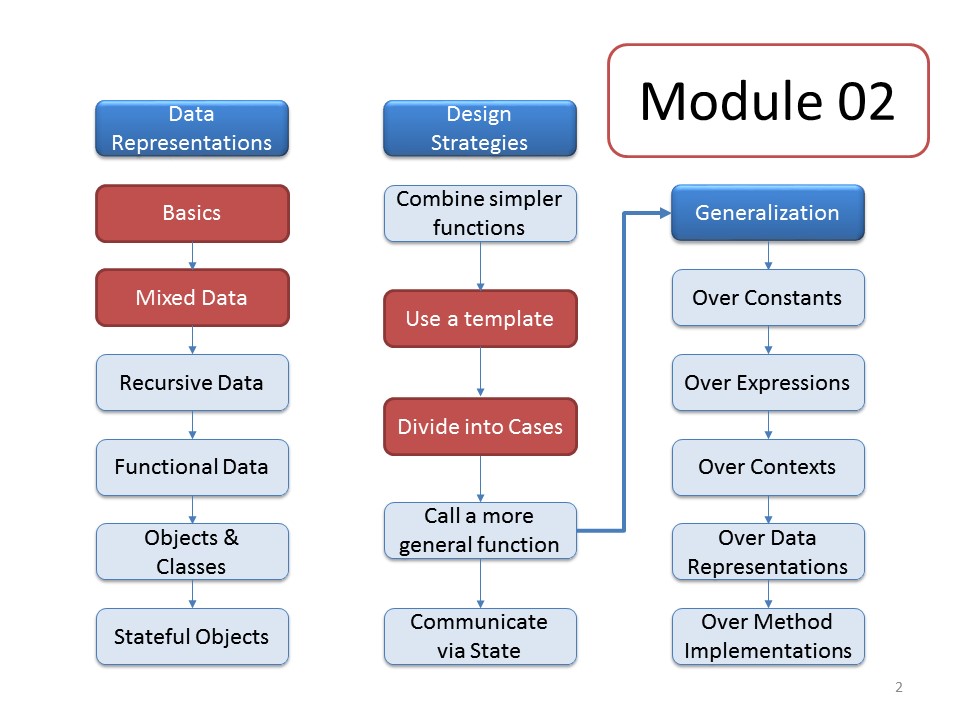 Module 02
Data
Representations
Basics
Mixed Data
Recursive Data
Functional Data
Objects &
Classes
Stateful Objects
Design
Strategies
Combine simpler
functions
Use a template
Divide into Cases
Call a more
general function
Communicate
via State
Generalization
Over Constants
Over Expressions
Over Contexts
Over Data
Representations
Over Method
Implementations
2